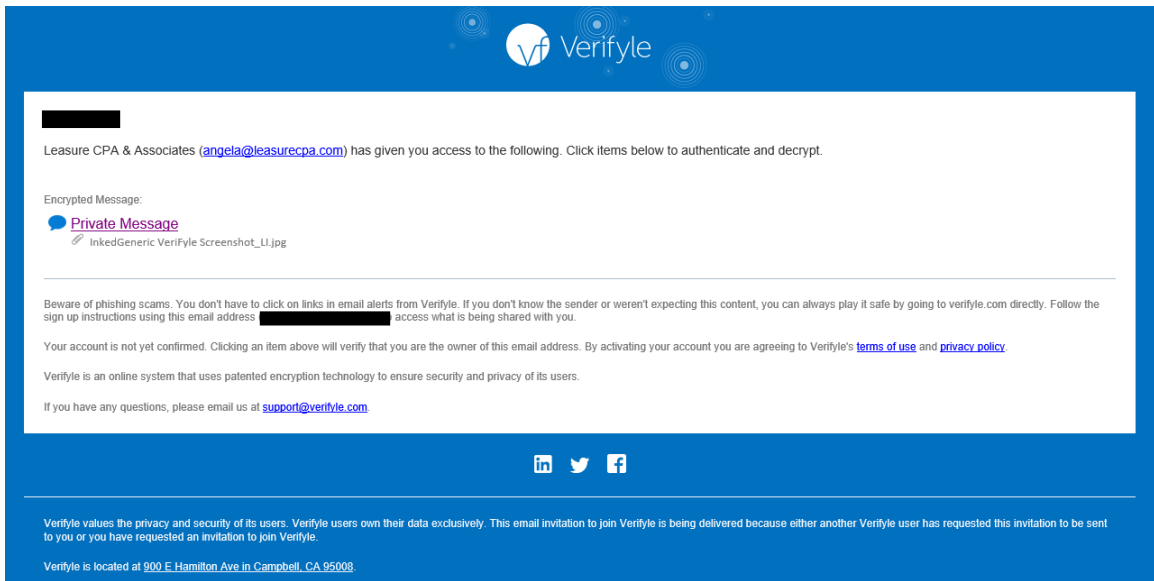 Vf Verifyle
Leasure CPA & Associates (angela@leasurecpa.com) has given you access to the following. Click items below to authenticate and decrypt.
Encrypted Message:
Private Message
InkedGeneric VeriFyle Screenshot_LI.jpg
Beware of phishing scams. You don't have to click on links in email alerts from Verifyle. If you don't know the sender or weren't expecting this content, you can always play it safe by going to verifyle.com directly. Follow the
sign up instructions using this email address access what is being shared with you.
Your account is not yet confirmed. Clicking an item above will verify that you are the owner of this email address. By activating your account you are agreeing to Verifyle's terms of use and privacy policy.
Verifyle is an online system that uses patented encryption technology to ensure security and privacy of its users.
If you have any questions, please email us at support@verifyle.com.
Verifyle values the privacy and security of its users. Verifyle users own their data exclusively. This email invitation to join Verifyle is being delivered because either another Verifyle user has requested this invitation to be sent
to you or you have requested an invitation to join Verifyle.
Verifyle is located at 900 E Hamilton Ave in Campbell, CA 95008.